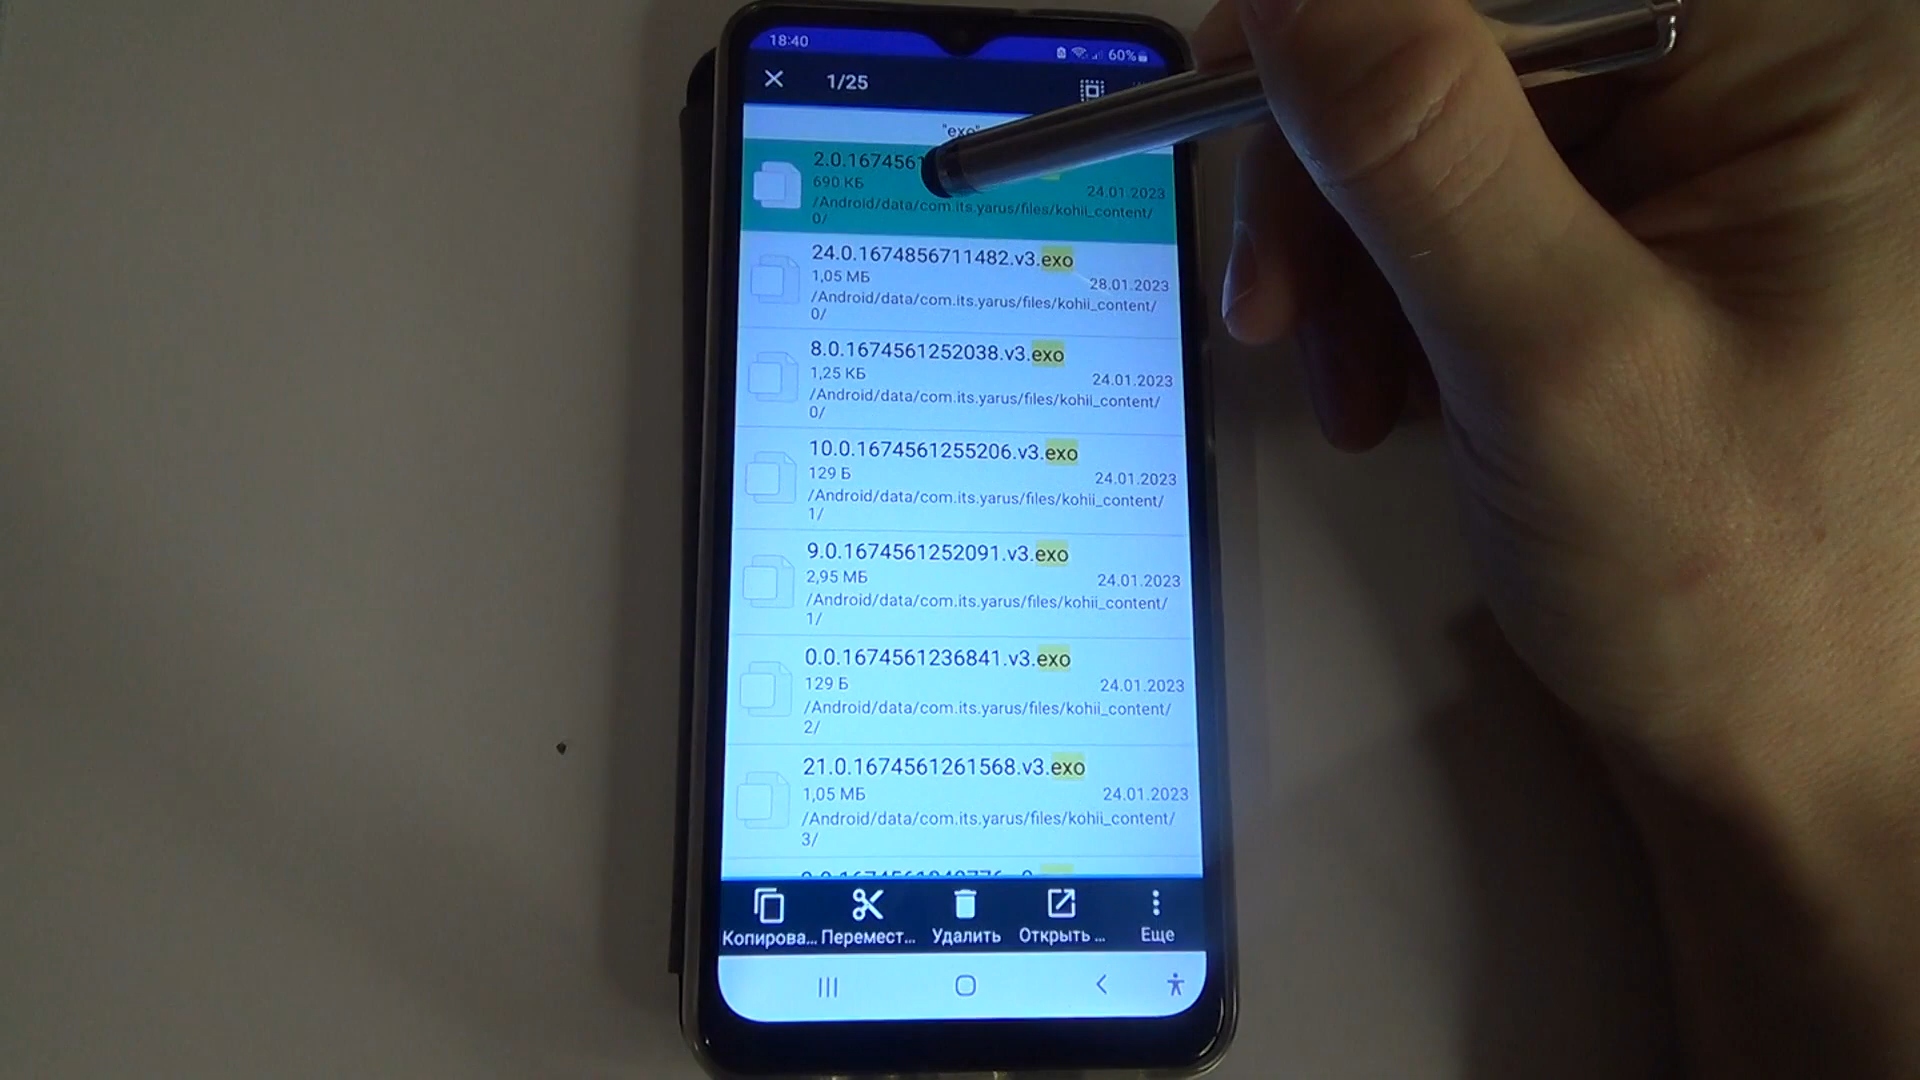 18:40
60%
1/25
"exo"
2.0.1674561
690 КБ
24.01.2023
/Android/data/com.its.yarus/files/kohii_content/
0/
24.0.1674856711482.v3.exo
1,05 МБ
28.01.2023
/Android/data/com.its.yarus/files/kohii_content/
0/
8.0.1674561252038.v3.exo
1,25 КБ
24.01.2023
/Android/data/com.its.yarus/files/kohii_content/
0/
10.0.1674561255206.v3.exo
129 Б
24.01.2023
/Android/data/com.its.yarus/files/kohii_content/
1/
9.0.1674561252091.v3.exo
2,95 МБ
24.01.2023
/Android/data/com.its.yarus/files/kohii_content/
1/
0.0.1674561236841.v3.exo
129 Б
24.01.2023
/Android/data/com.its.yarus/files/kohii_content/
2/
21.0.1674561261568.v3.exo
1,05 МБ
24.01.2023
/Android/data/com.its.yarus/files/kohii_content/
3/
Копирова... Перемест... Удалить Открыть ... Еще